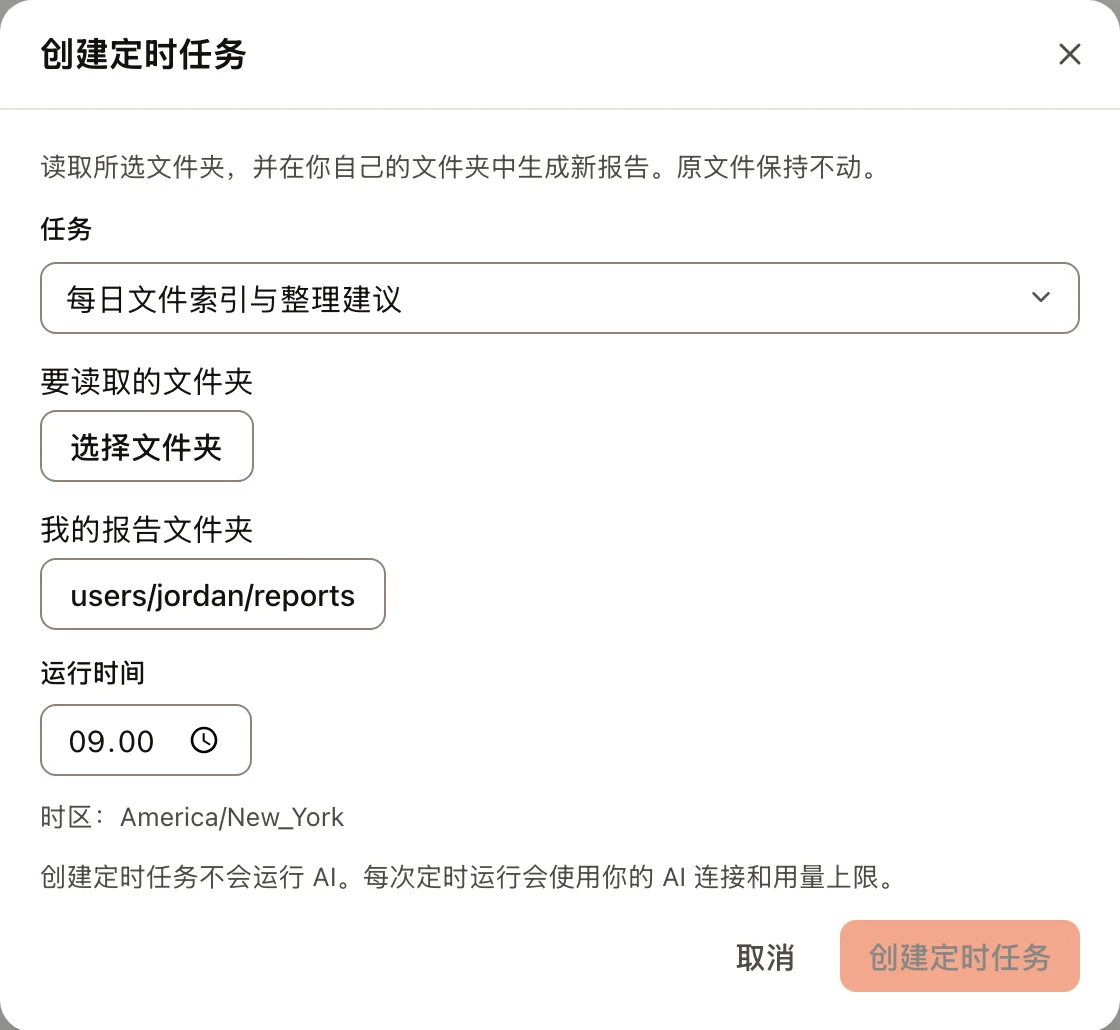 创建定时任务
读取所选文件夹，并在你自己的文件夹中生成新报告。原文件保持不动。
任务
每日文件索引与整理建议
要读取的文件夹
选择文件夹
我的报告文件夹
users/jordan/reports
运行时间
09.00
时区：America/New_York
创建定时任务不会运行 AI。每次定时运行会使用你的 AI 连接和用量上限。
取消
创建定时任务